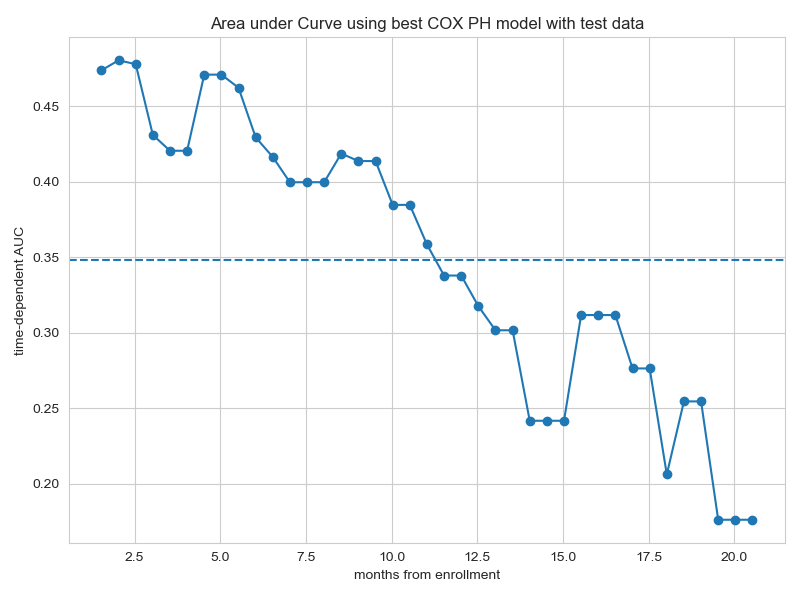 Area under Curve using best COX PH model with test data
time-dependent AUC
0.45
0.40
0.35
0.30
0.25
0.20
2.5 5.0 7.5 10.0 12.5 15.0 17.5 20.0
months from enrollment